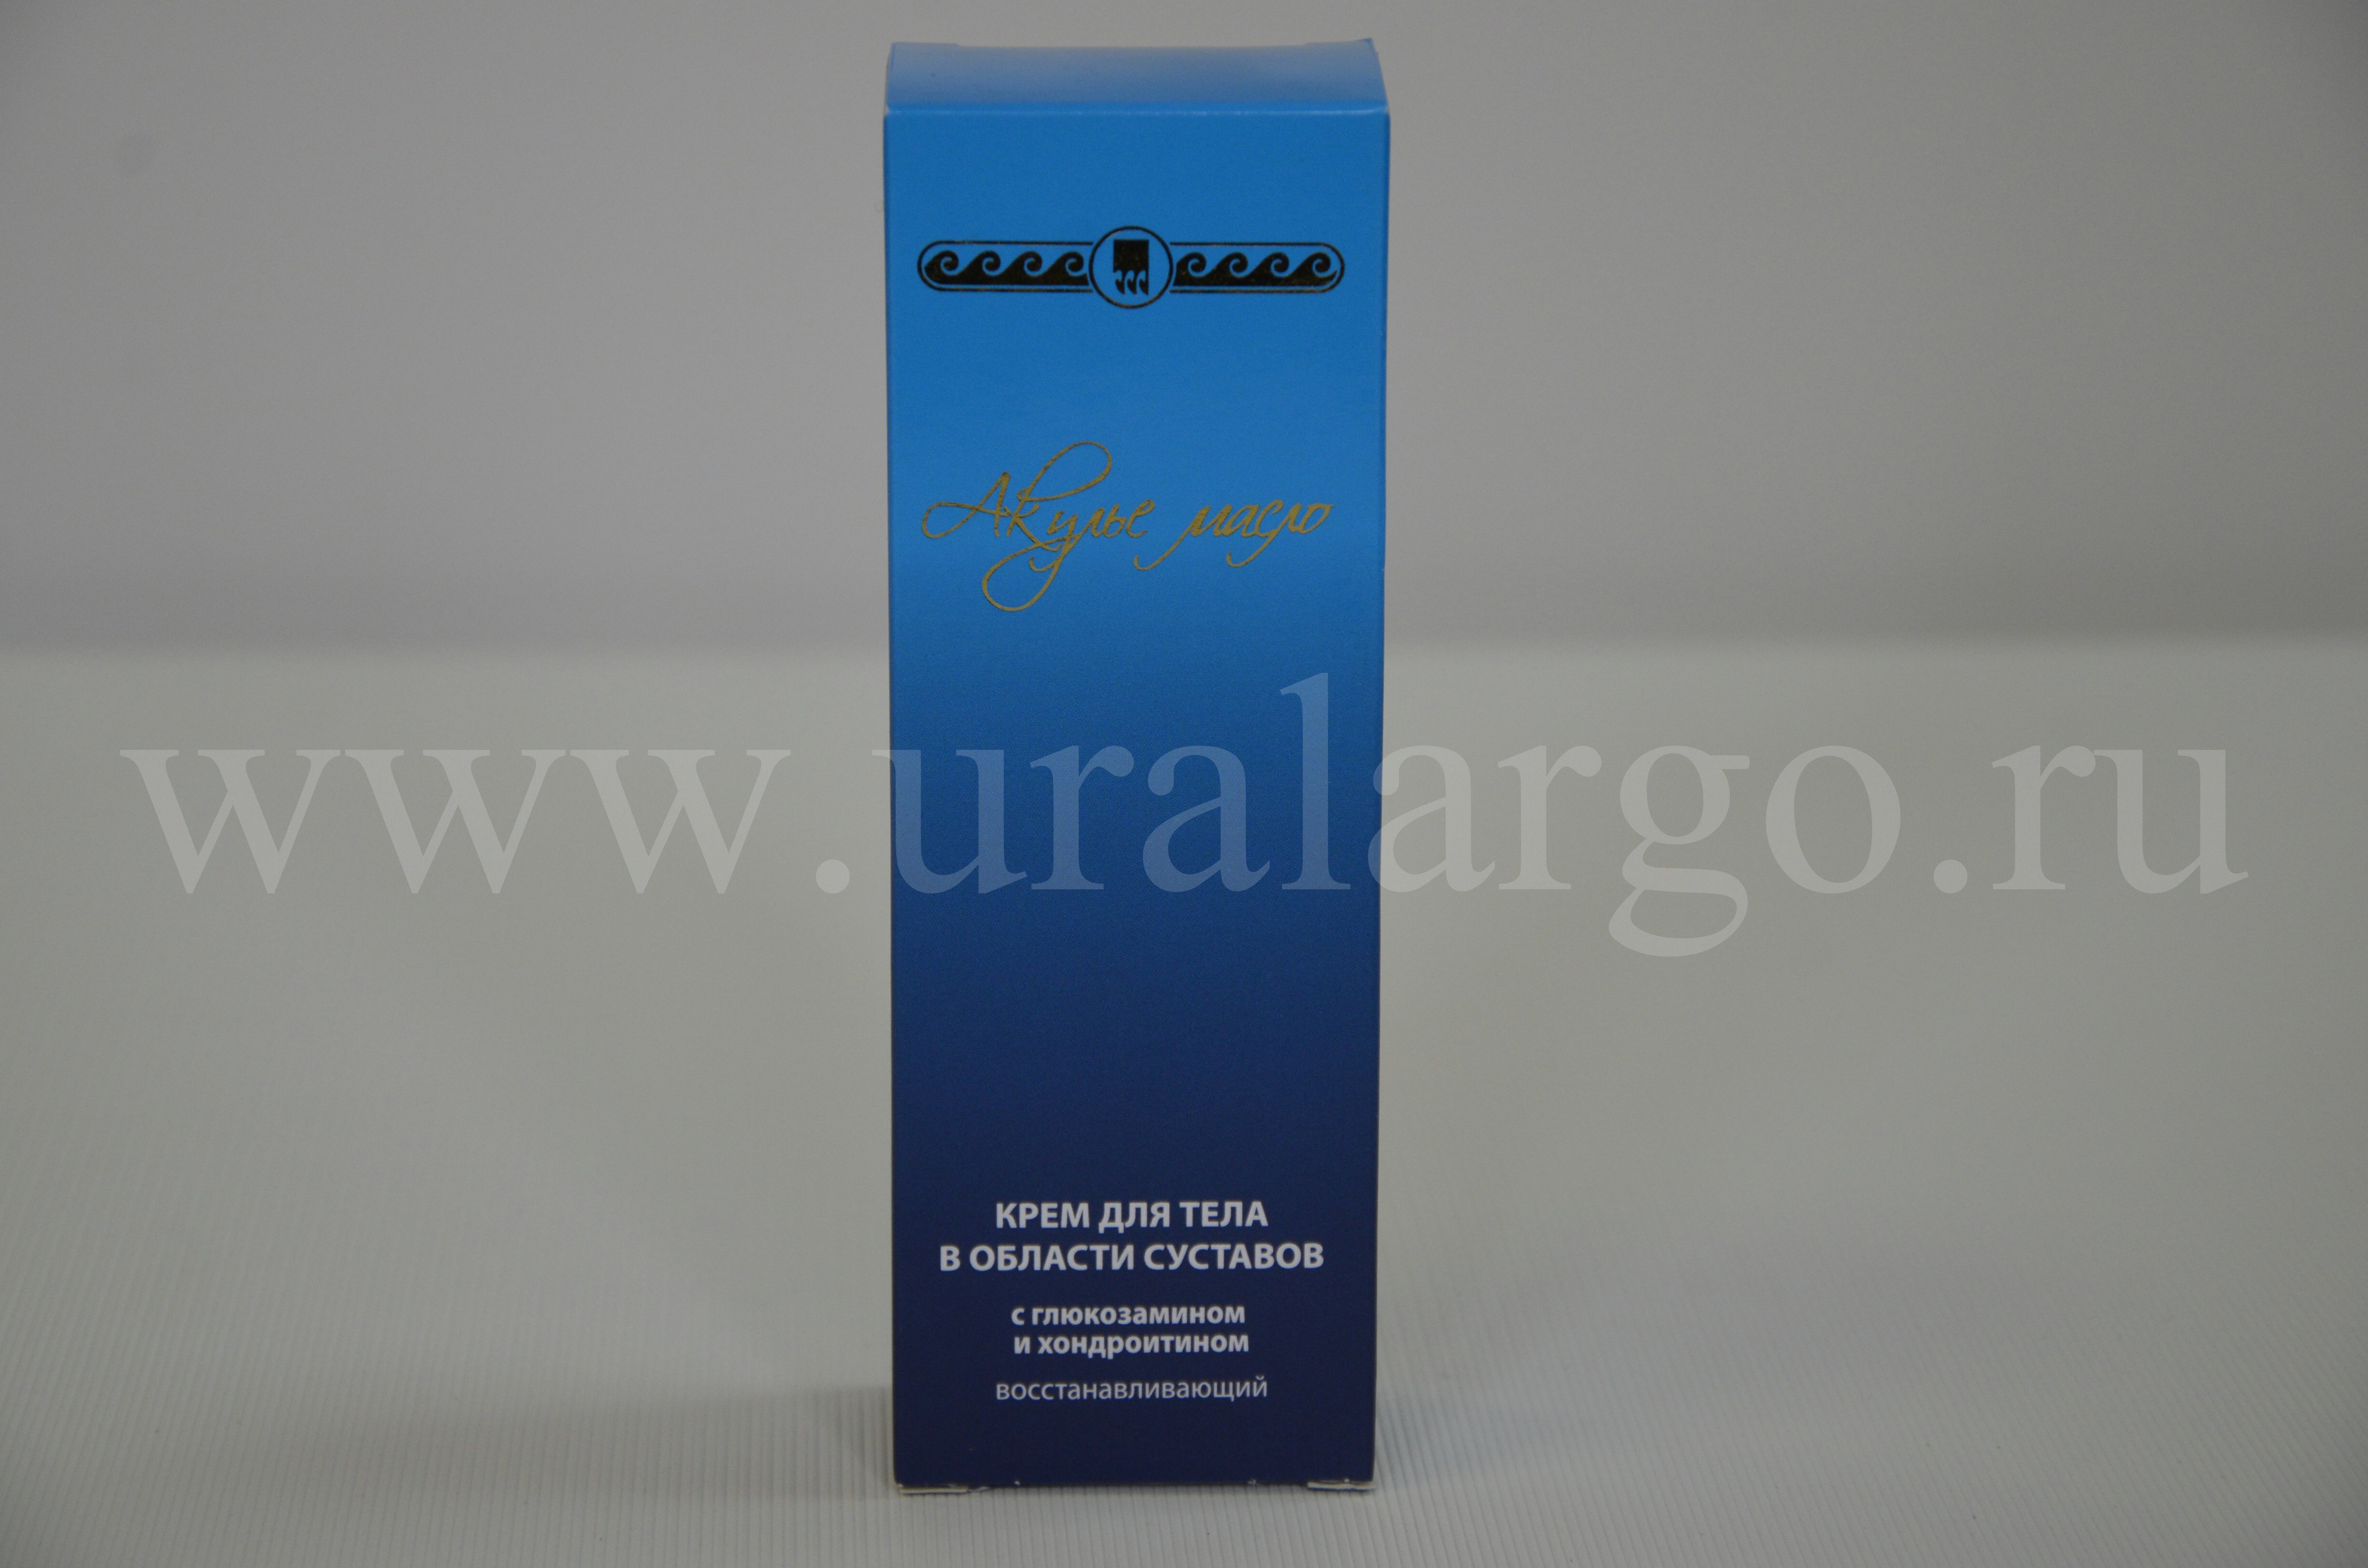 Акулье масло
www.uralargo.ru
КРЕМ ДЛЯ ТЕЛА
В ОБЛАСТИ СУСТАВОВ
с глюкозамином
и хондроитином
восстанавливающий